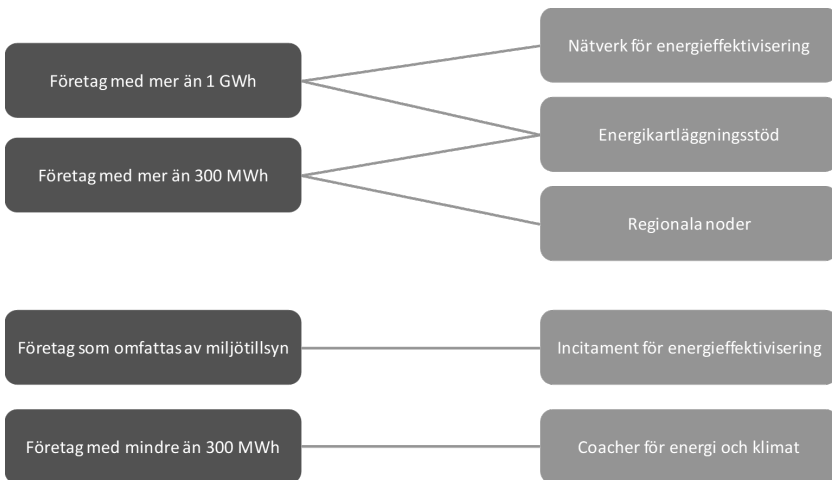 Företag med mer än 1 GWh
Företag med mer än 300 MWh
Nätverk för energieffektivisering
Energikartläggningsstöd
Regionala noder
Företag som omfattas av miljötillsyn
Incitament för energieffektivisering
Företag med mindre än 300 MWh
Coacher för energi och klimat